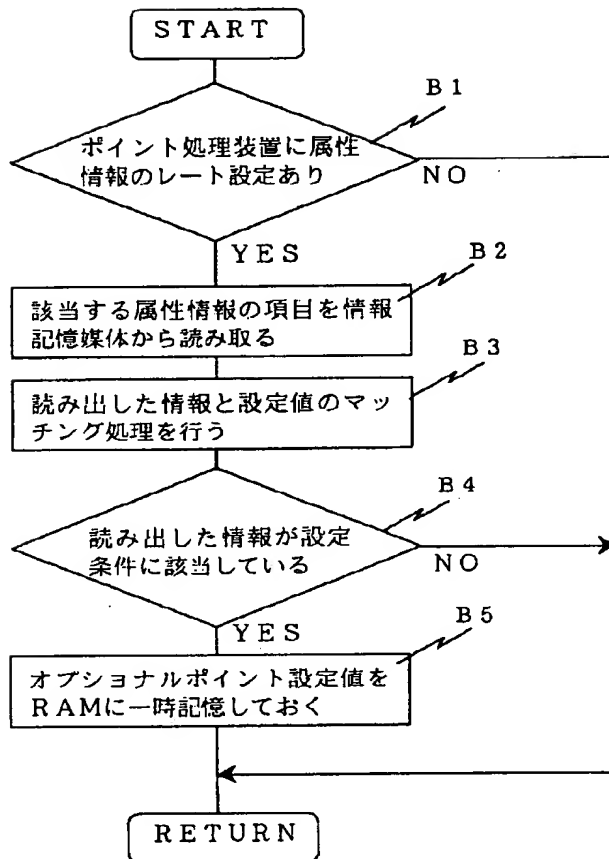 START
B1
ポイント処理装置に属性
情報のレート設定あり
NO
YES
B2
該当する属性情報の項目を情報
記憶媒体から読み取る
B3
読み出した情報と設定値のマッ
チング処理を行う
B4
読み出した情報が設定
条件に該当している
NO
YES
B5
オプショナルポイント設定値を
RAMに一時記憶しておく
RETURN